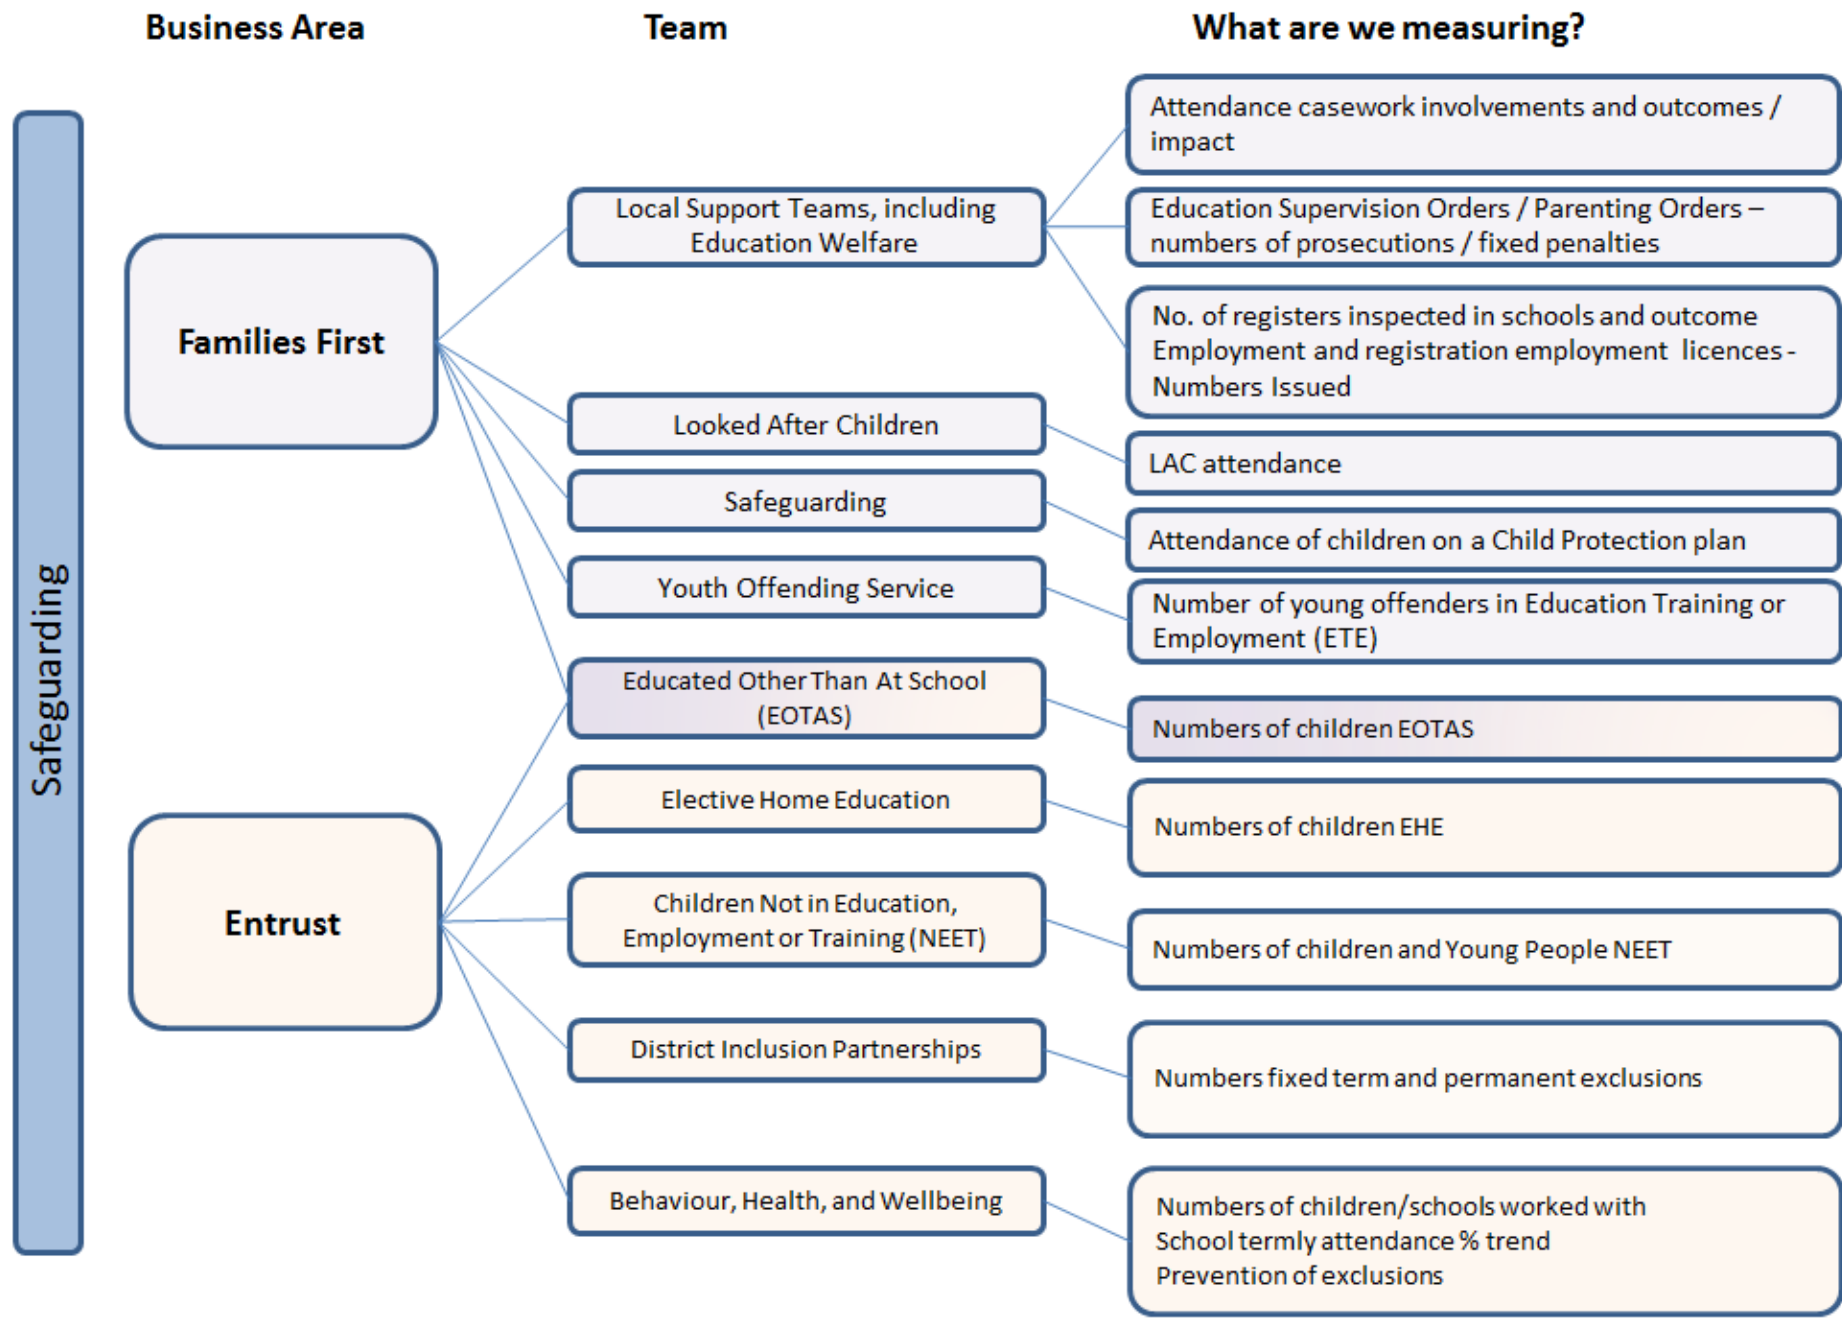 Business Area
Team
What are we measuring?
Safeguarding
Families First
Local Support Teams, including
Education Welfare
Attendance casework involvements and outcomes /
impact
Education Supervision Orders / Parenting Orders –
numbers of prosecutions / fixed penalties
No. of registers inspected in schools and outcome
Employment and registration employment licences -
Numbers Issued
Looked After Children
LAC attendance
Safeguarding
Attendance of children on a Child Protection plan
Youth Offending Service
Number of young offenders in Education Training or
Employment (ETE)
Educated Other Than At School
(EOTAS)
Numbers of children EOTAS
Entrust
Elective Home Education
Numbers of children EHE
Children Not in Education,
Employment or Training (NEET)
Numbers of children and Young People NEET
District Inclusion Partnerships
Numbers fixed term and permanent exclusions
Behaviour, Health, and Wellbeing
Numbers of children/schools worked with
School termly attendance % trend
Prevention of exclusions